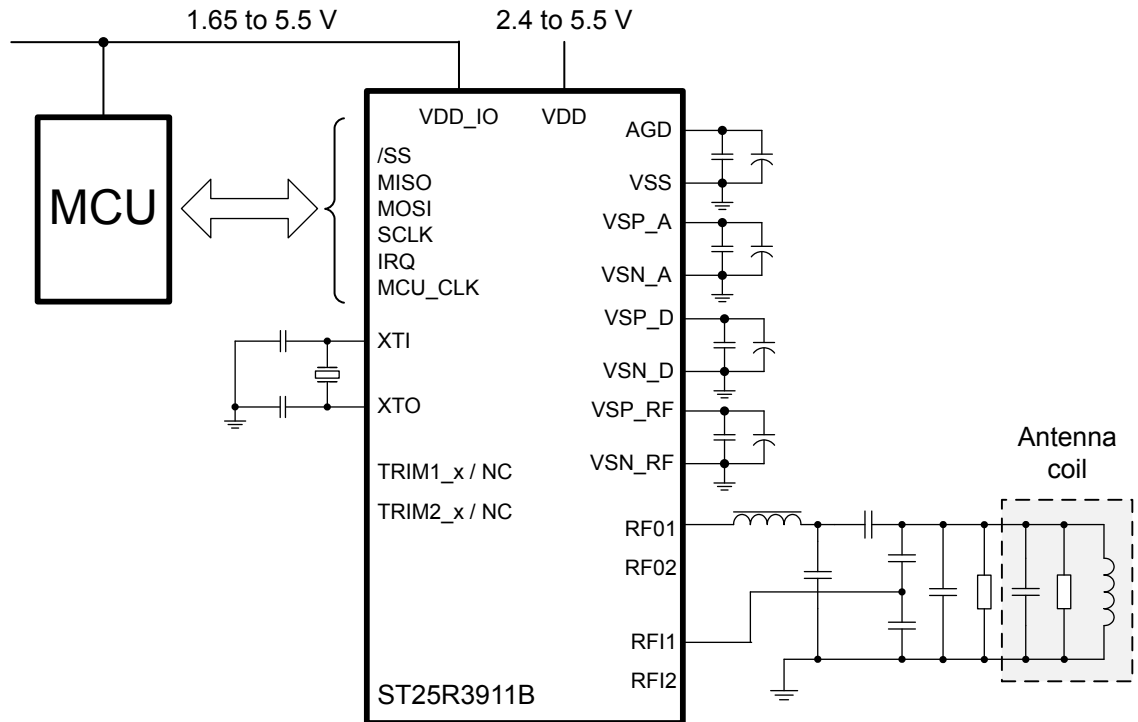 1.65 to 5.5 V
2.4 to 5.5 V
MCU
VDD_IO
VDD
/SS
MISO
MOSI
SCLK
IRQ
MCU_CLK
XTI
XTO
TRIM1_x / NC
TRIM2_x / NC
ST25R3911B
AGD
VSS
VSP_A
VSN_A
VSP_D
VSN_D
VSP_RF
VSN_RF
RF01
RF02
RFI1
RFI2
Antenna
coil